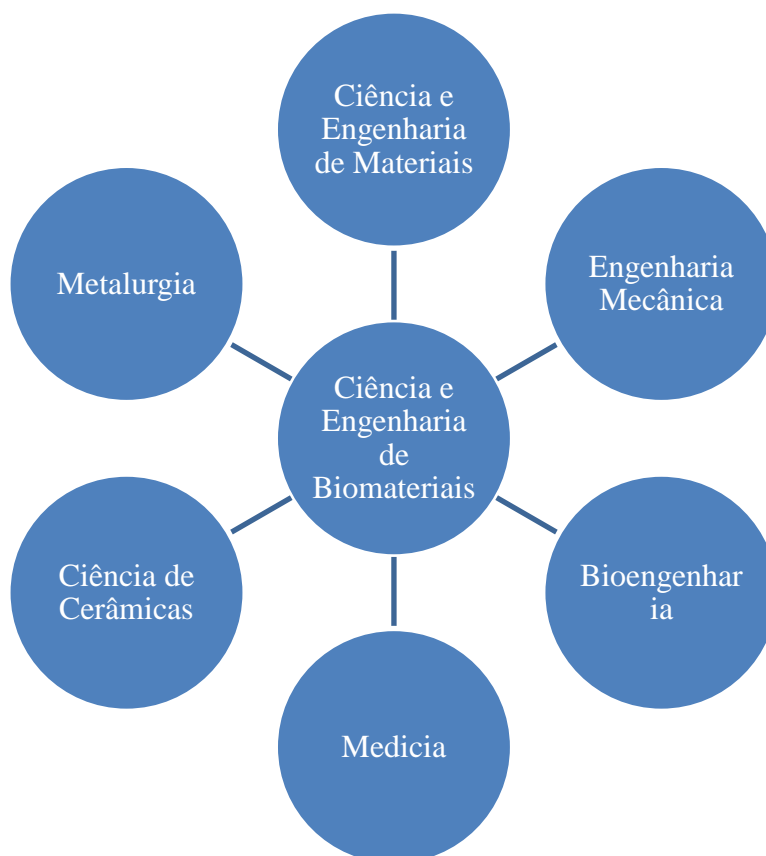 Ciência e
Engenharia
de Materiais
Metalurgia
Engenharia
Mecânica
Ciência e
Engenharia
de
Biomateriais
Ciência de
Cerâmicas
Bioengenhar
ia
Medicia